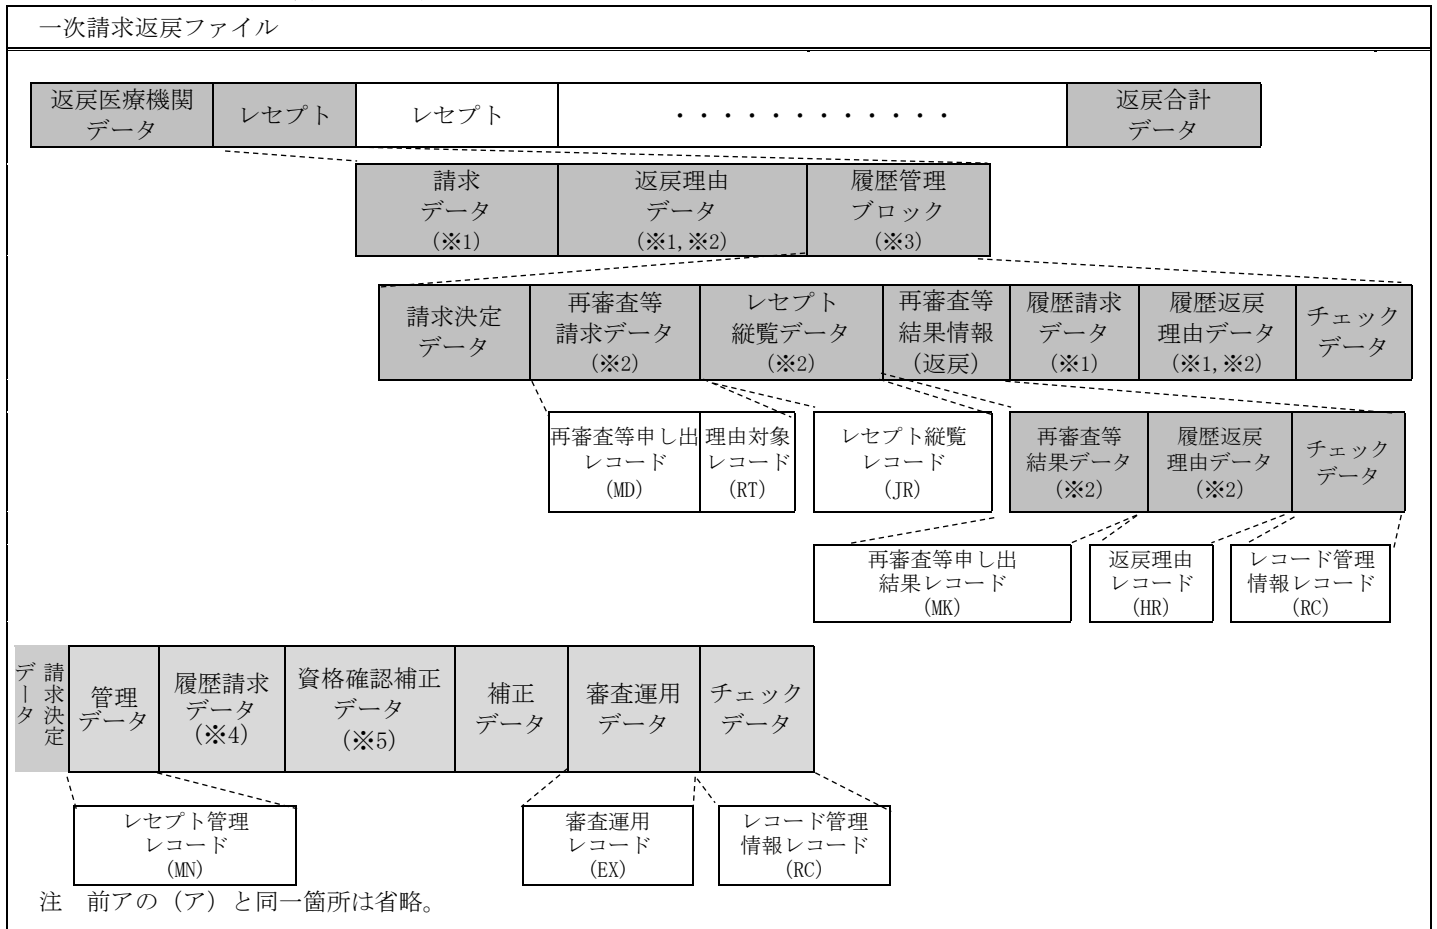 一次請求返戻ファイル
返戻医療機関
データ
レセプト
レセプト
・・・・・・・・・・・・
返戻合計
データ
請求
データ
(※1)
返戻理由
データ
(※1,※2)
履歴管理
ブロック
(※3)
請求決定
データ
再審査等
請求データ
(※2)
レセプト
縦覧データ
(※2)
再審査等
結果情報
(返戻)
履歴請求
データ
(※1)
履歴返戻
理由データ
(※1,※2)
チェック
データ
再審査等申し出
レコード
(MD)
理由対象
レコード
(RT)
レセプト縦覧
レコード
(JR)
再審査等
結果データ
(※2)
履歴返戻
理由データ
(※2)
チェック
データ
再審査等申し出
結果レコード
(MK)
返戻理由
レコード
(HR)
レコード管理
情報レコード
(RC)
請求決定
データ
管理
データ
履歴請求
データ
(※4)
資格確認補正
データ
(※5)
補正
データ
審査運用
データ
チェック
データ
レセプト管理
レコード
(MN)
審査運用
レコード
(EX)
レコード管理
情報レコード
(RC)
注　前アの（ア）と同一箇所は省略。